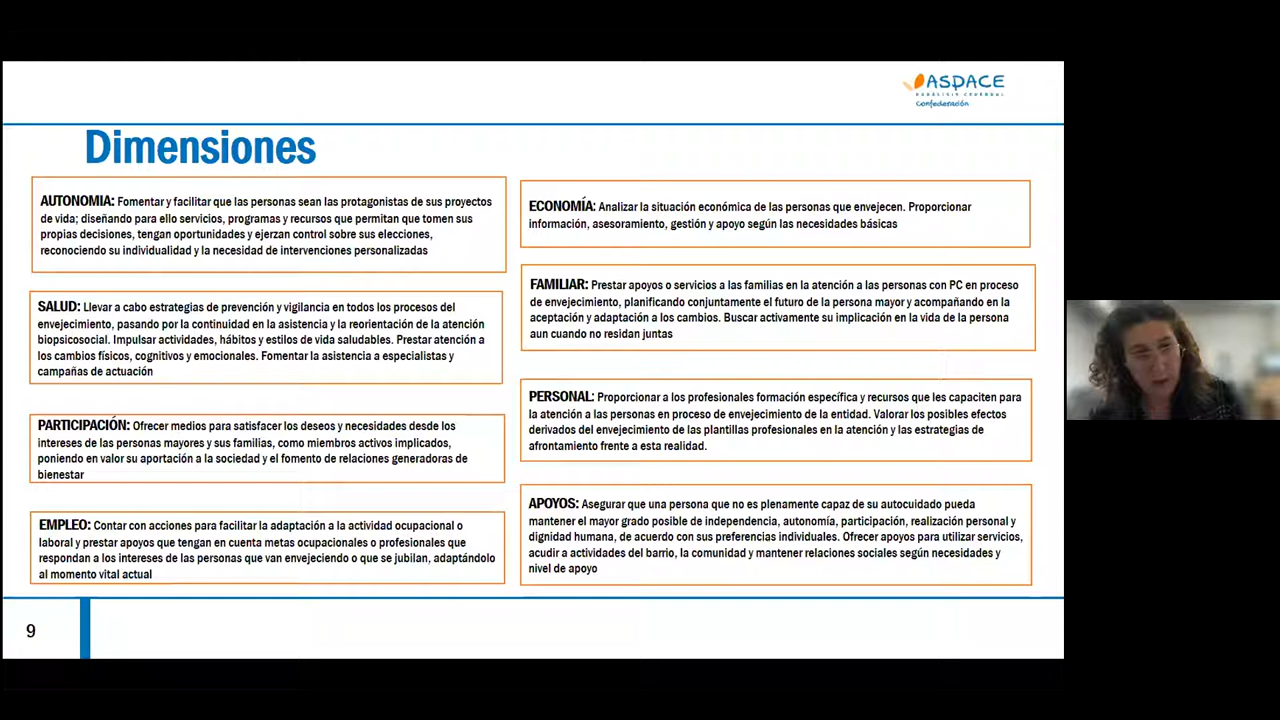 ASPACE
PARÁLISIS CEREBRAL
Confederación
Dimensiones
AUTONOMIA: Fomentar y facilitar que las personas sean las protagonistas de sus proyectos
de vida; diseñando para ello servicios, programas y recursos que permitan que tomen sus
propias decisiones, tengan oportunidades y ejerzan control sobre sus elecciones,
reconociendo su individualidad y la necesidad de intervenciones personalizadas
SALUD: Llevar a cabo estrategias de prevención y vigilancia en todos los procesos del
envejecimiento, pasando por la continuidad en la asistencia y la reorientación de la atención
biopsicosocial. Impulsar actividades, hábitos y estilos de vida saludables. Prestar atención a
los cambios físicos, cognitivos y emocionales. Fomentar la asistencia a especialistas y
campañas de actuación
PARTICIPACIÓN: Ofrecer medios para satisfacer los deseos y necesidades desde los
intereses de las personas mayores y sus familias, como miembros activos implicados,
poniendo en valor su aportación a la sociedad y el fomento de relaciones generadoras de
bienestar
EMPLEO: Contar con acciones para facilitar la adaptación a la actividad ocupacional o
laboral y prestar apoyos que tengan en cuenta metas ocupacionales o profesionales que
respondan a los intereses de las personas que van envejeciendo o que se jubilan, adaptándolo
al momento vital actual
ECONOMÍA: Analizar la situación económica de las personas que envejecen. Proporcionar
información, asesoramiento, gestión y apoyo según las necesidades básicas
FAMILIAR: Prestar apoyos o servicios a las familias en la atención a las personas con PC en proceso
de envejecimiento, planificando conjuntamente el futuro de la persona mayor y acompañando en la
aceptación y adaptación a los cambios. Buscar activamente su implicación en la vida de la persona
aun cuando no residan juntas
PERSONAL: Proporcionar a los profesionales formación específica y recursos que les capaciten para
la atención a las personas en proceso de envejecimiento de la entidad. Valorar los posibles efectos
derivados del envejecimiento de las plantillas profesionales en la atención y las estrategias de
afrontamiento frente a esta realidad.
APOYOS: Asegurar que una persona que no es plenamente capaz de su autocuidado pueda
mantener el mayor grado posible de independencia, autonomía, participación, realización personal y
dignidad humana, de acuerdo con sus preferencias individuales. Ofrecer apoyos para utilizar servicios,
acudir a actividades del barrio, la comunidad y mantener relaciones sociales según necesidades y
nivel de apoyo
9